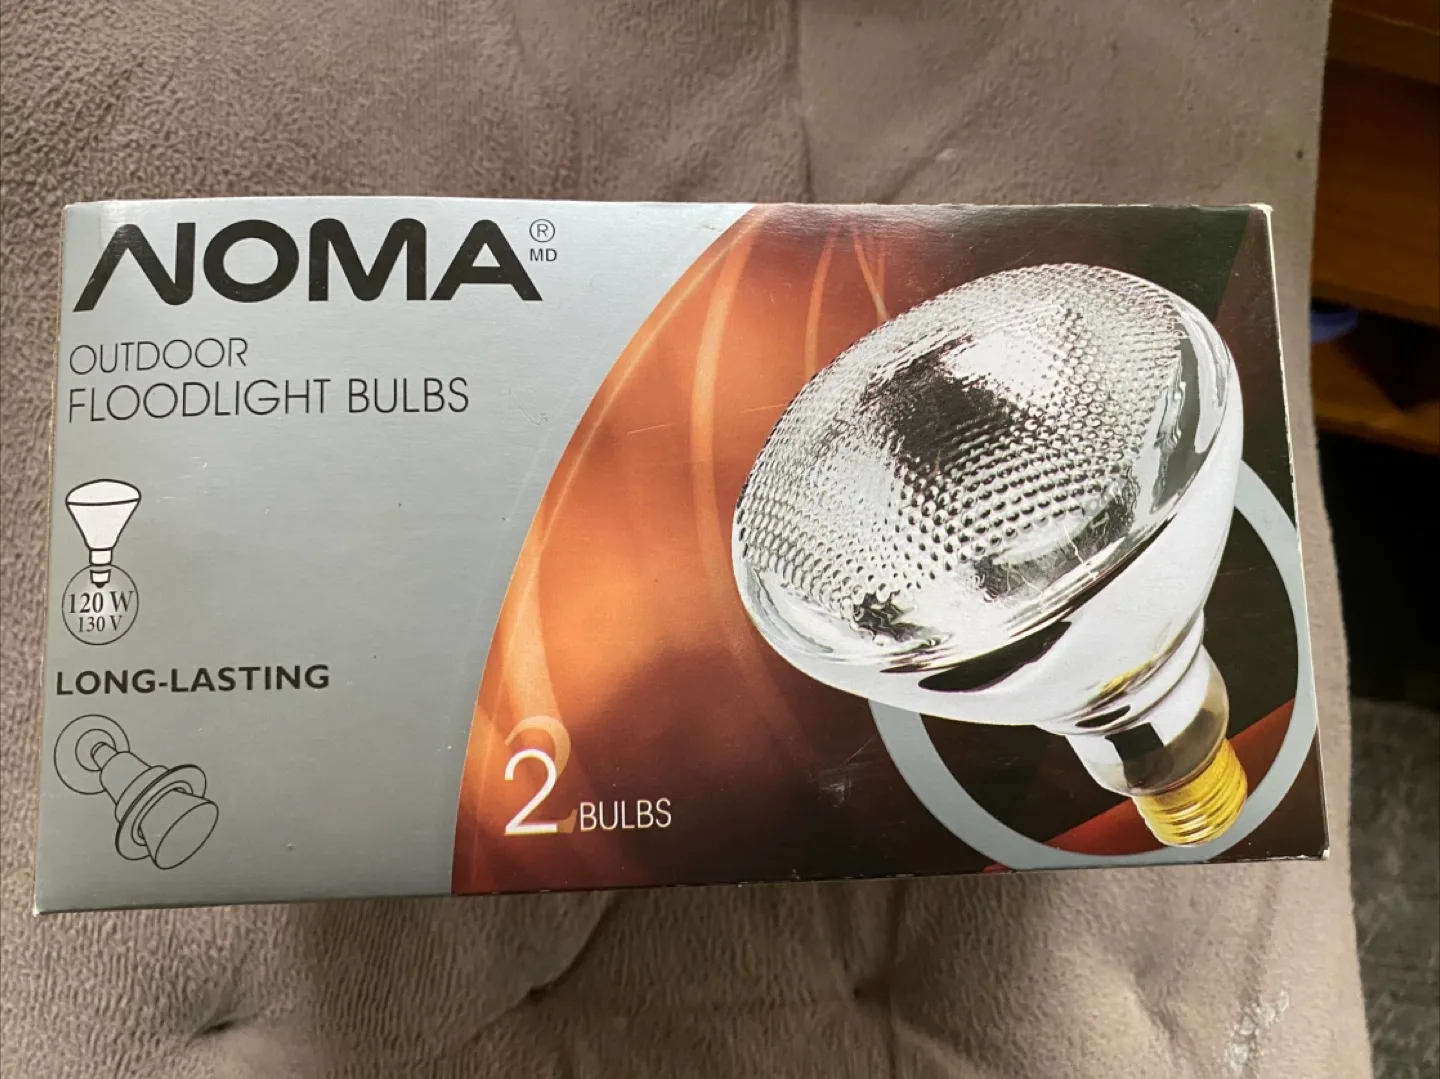 NOMA®
MD
OUTDOOR
FLOODLIGHT BULBS
120 W
130 V
LONG-LASTING
2 BULBS